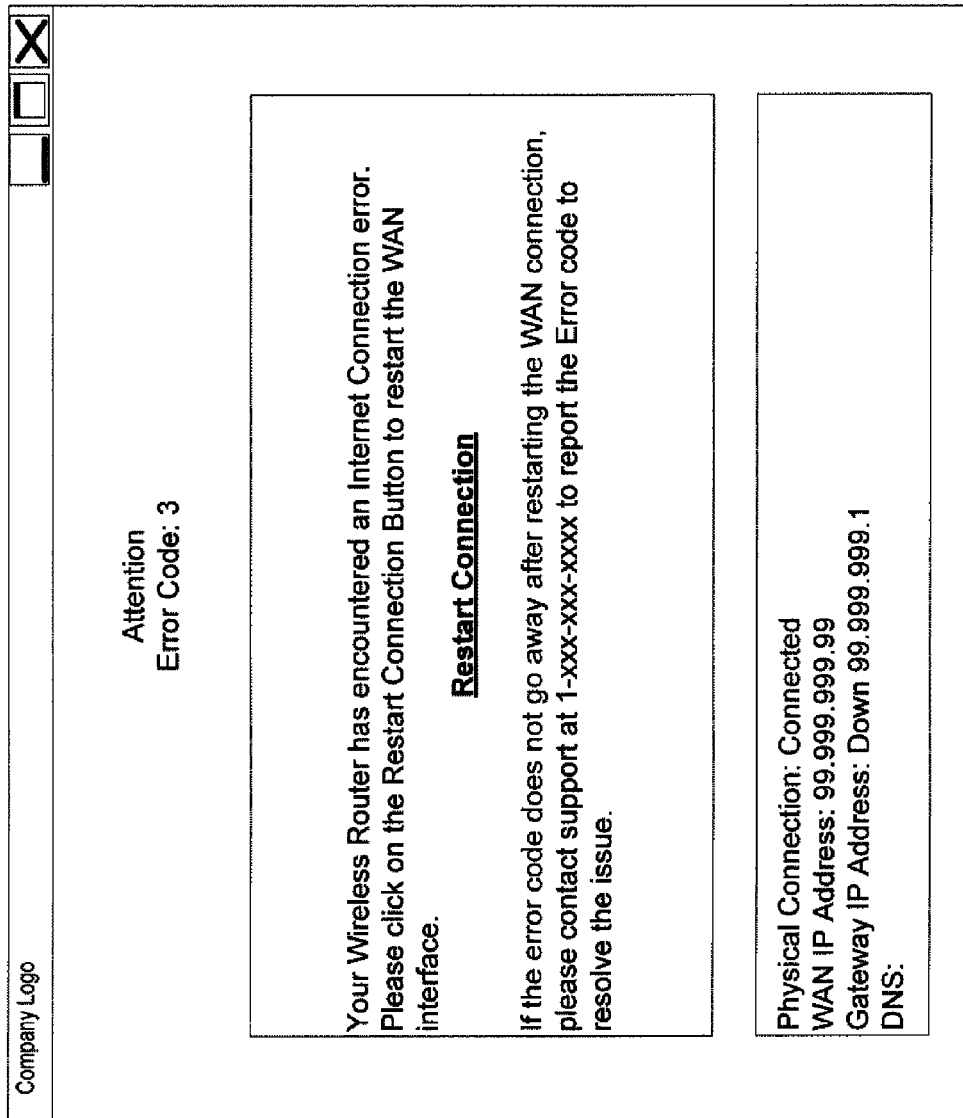 Company Logo
Attention
Error Code: 3
Your Wireless Router has encountered an Internet Connection error.
Please click on the Restart Connection Button to restart the WAN
interface.
Restart Connection
If the error code does not go away after restarting the WAN connection,
please contact support at 1-xxx-xxx-xxxx to report the Error code to
resolve the issue.
Physical Connection: Connected
WAN IP Address: 99.999.999.99
Gateway IP Address: Down 99.999.999.1
DNS: